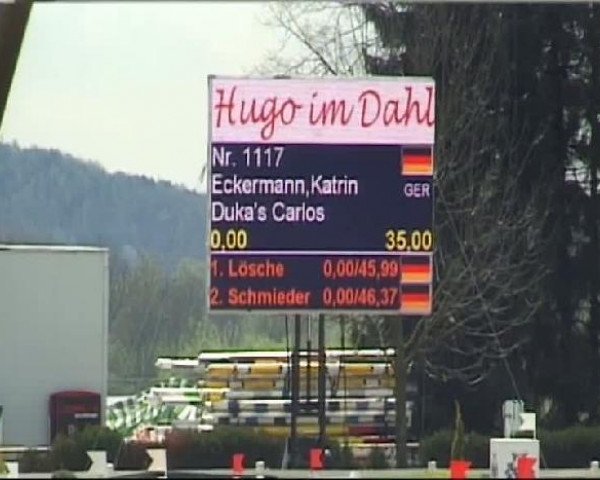 Hugo im Dahl
Nr. 1117
Eckermann,Katrin GER
Duka's Carlos
0,00 35,00
1. Lösche 0,00/45,99
2. Schmieder 0,00/46,37